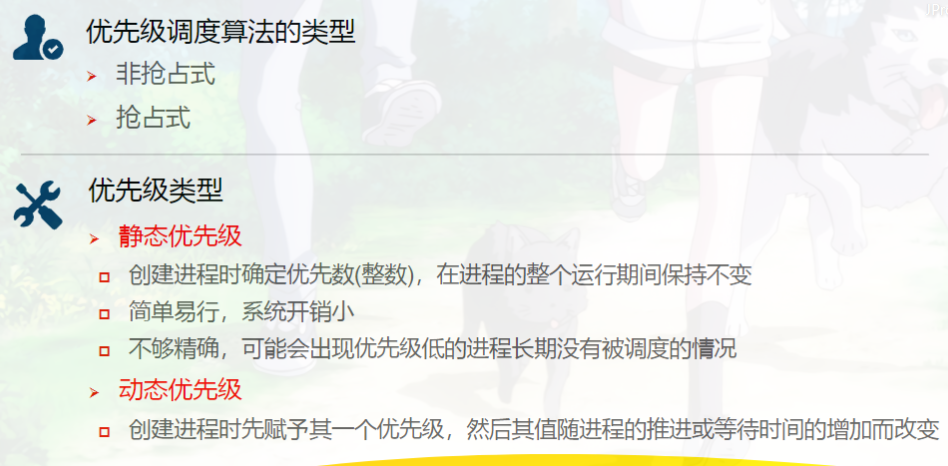 优先级调度算法的类型
非抢占式
抢占式
优先级类型
静态优先级
创建进程时确定优先数(整数)，在进程的整个运行期间保持不变
简单易行，系统开销小
不够精确，可能会出现优先级低的进程长期没有被调度的情况
动态优先级
创建进程时先赋予其一个优先级，然后其值随进程的推进或等待时间的增加而改变